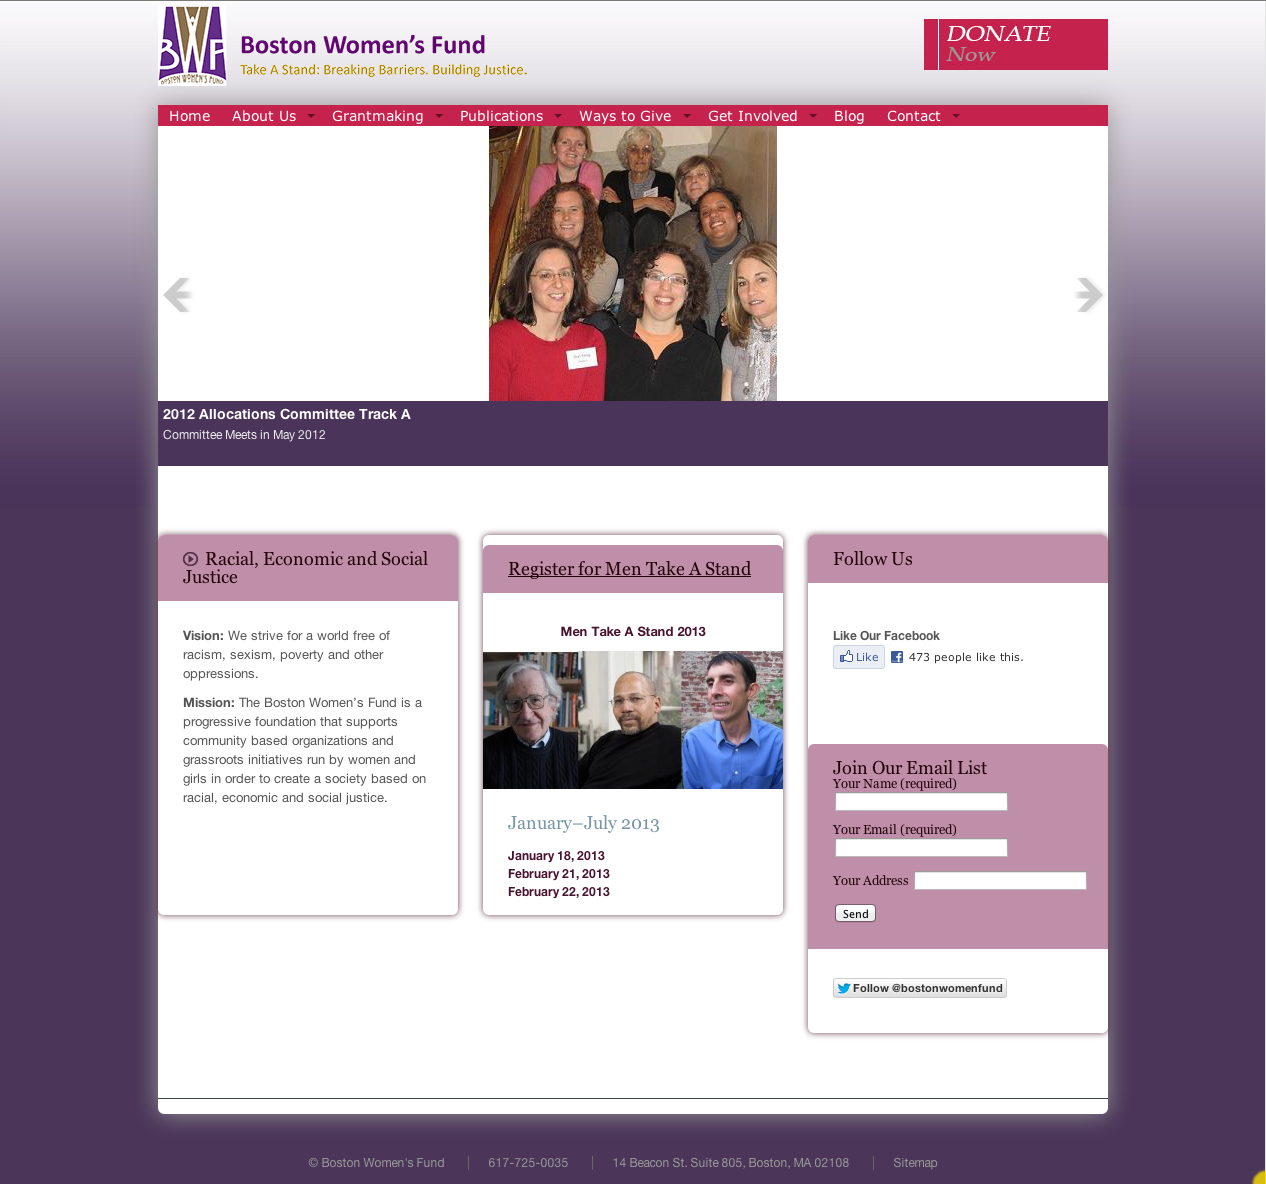 BWF
BOSTON WOMEN'S FUND
Boston Women's Fund
Take A Stand: Breaking Barriers. Building Justice.
DONATE
Now
Home About Us Grantmaking Publications Ways to Give Get Involved Blog Contact
2012 Allocations Committee Track A
Committee Meets in May 2012
Racial, Economic and Social
Justice
Vision: We strive for a world free of
racism, sexism, poverty and other
oppressions.
Mission: The Boston Women's Fund is a
progressive foundation that supports
community based organizations and
grassroots initiatives run by women and
girls in order to create a society based on
racial, economic and social justice.
Register for Men Take A Stand
Men Take A Stand 2013
January–July 2013
January 18, 2013
February 21, 2013
February 22, 2013
Follow Us
Like Our Facebook
Like 473 people like this.
Join Our Email List
Your Name (required)
Your Email (required)
Your Address
Send
Follow @bostonwomenfund
© Boston Women's Fund 617-725-0035 14 Beacon St. Suite 805, Boston, MA 02108 Sitemap